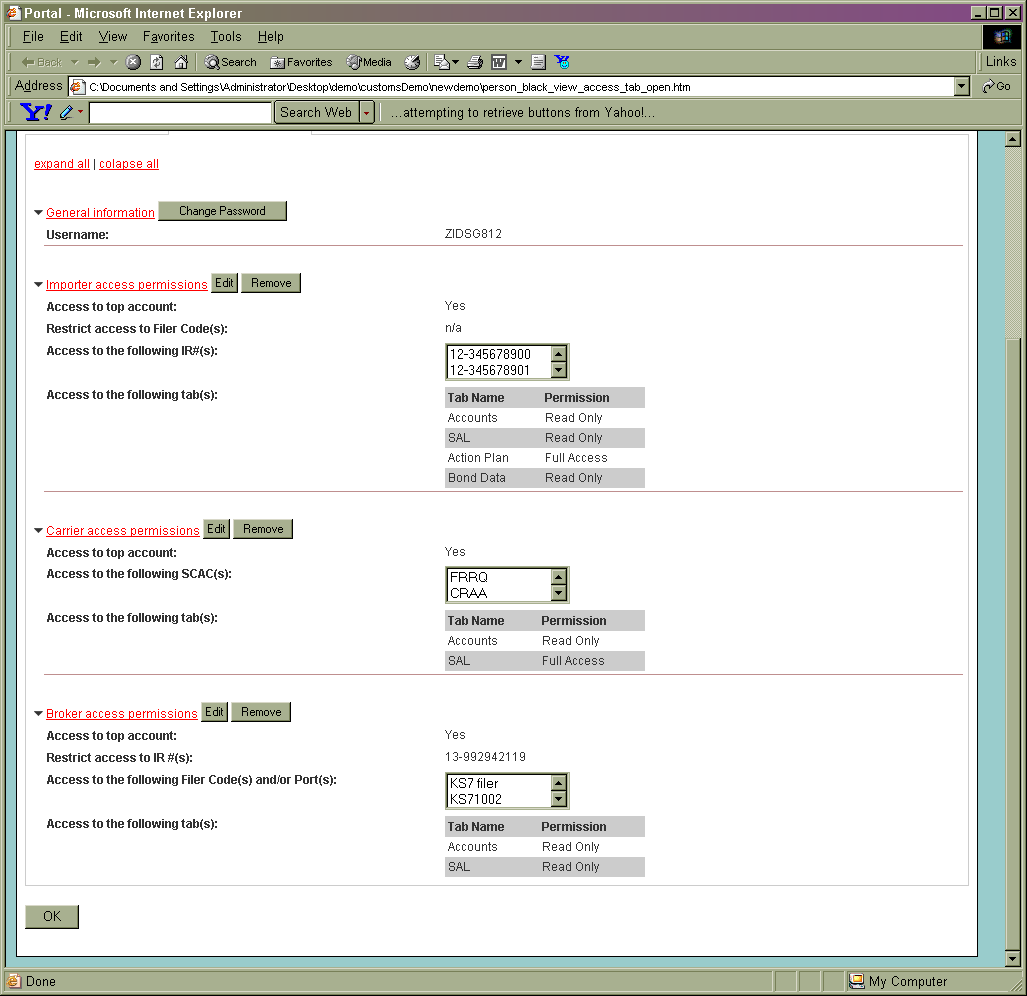 Portal - Microsoft Internet Explorer
File Edit View Favorites Tools Help
Back Search Favorites Media Links
Address C:\Documents and Settings\Administrator\Desktop\demo\customsDemo\newdemo\person_black_view_access_tab_open.htm Go
Y! Search Web ...attempting to retrieve buttons from Yahoo!...
expand all | colapse all
General information Change Password
Username: ZIDSG812
Importer access permissions Edit Remove
Access to top account: Yes
Restrict access to Filer Code(s): n/a
Access to the following IR#(s): 12-345678900
12-345678901
Access to the following tab(s): Tab Name Permission
Accounts Read Only
SAL Read Only
Action Plan Full Access
Bond Data Read Only
Carrier access permissions Edit Remove
Access to top account: Yes
Access to the following SCAC(s): FRRQ
CRAA
Access to the following tab(s): Tab Name Permission
Accounts Read Only
SAL Full Access
Broker access permissions Edit Remove
Access to top account: Yes
Restrict access to IR #(s): 13-992942119
Access to the following Filer Code(s) and/or Port(s): KS7 filer
KS71002
Access to the following tab(s): Tab Name Permission
Accounts Read Only
SAL Read Only
OK
Done My Computer